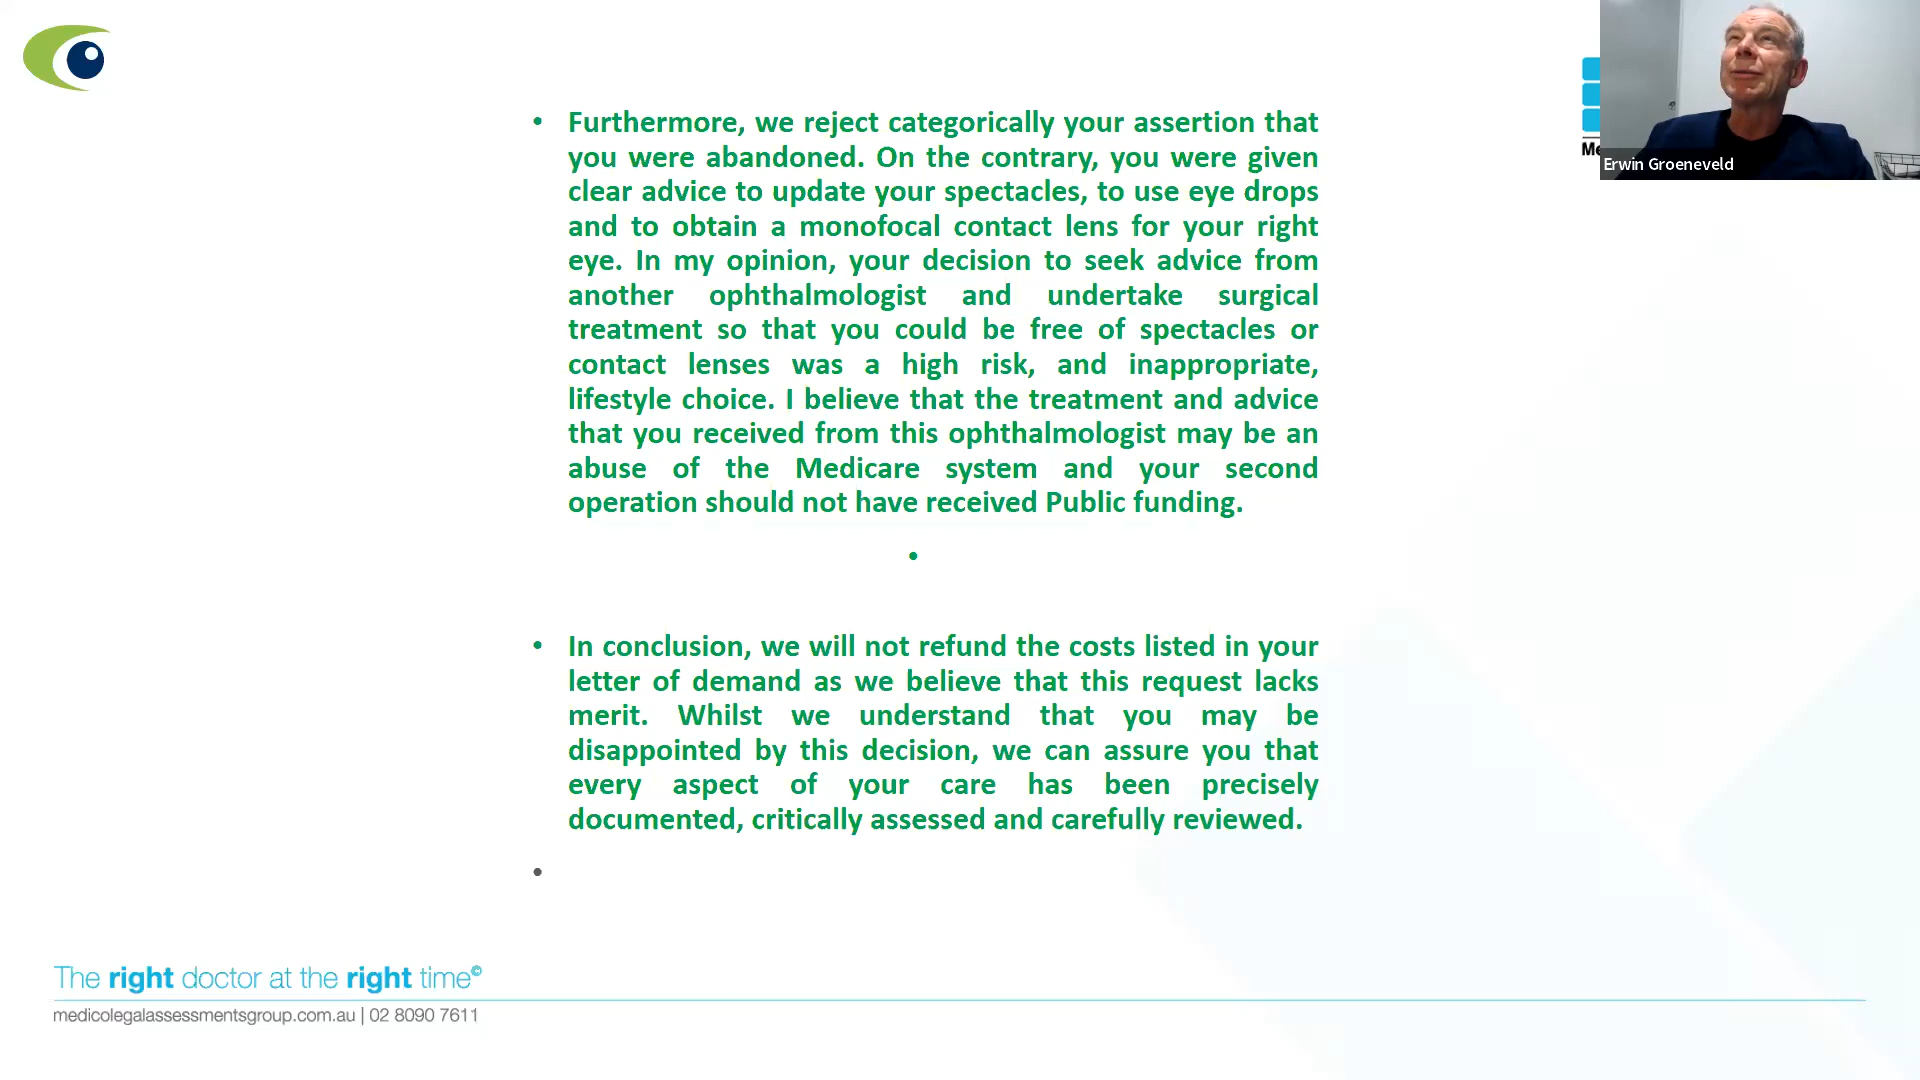 Furthermore, we reject categorically your assertion that
you were abandoned. On the contrary, you were given
clear advice to update your spectacles, to use eye drops
and to obtain a monofocal contact lens for your right
eye. In my opinion, your decision to seek advice from
another ophthalmologist and undertake surgical
treatment so that you could be free of spectacles or
contact lenses was a high risk, and inappropriate,
lifestyle choice. I believe that the treatment and advice
that you received from this ophthalmologist may be an
abuse of the Medicare system and your second
operation should not have received Public funding.
In conclusion, we will not refund the costs listed in your
letter of demand as we believe that this request lacks
merit. Whilst we understand that you may be
disappointed by this decision, we can assure you that
every aspect of your care has been precisely
documented, critically assessed and carefully reviewed.
Me
Erwin Groeneveld
The right doctor at the right time©
medicolegalassessmentsgroup.com.au | 02 8090 7611